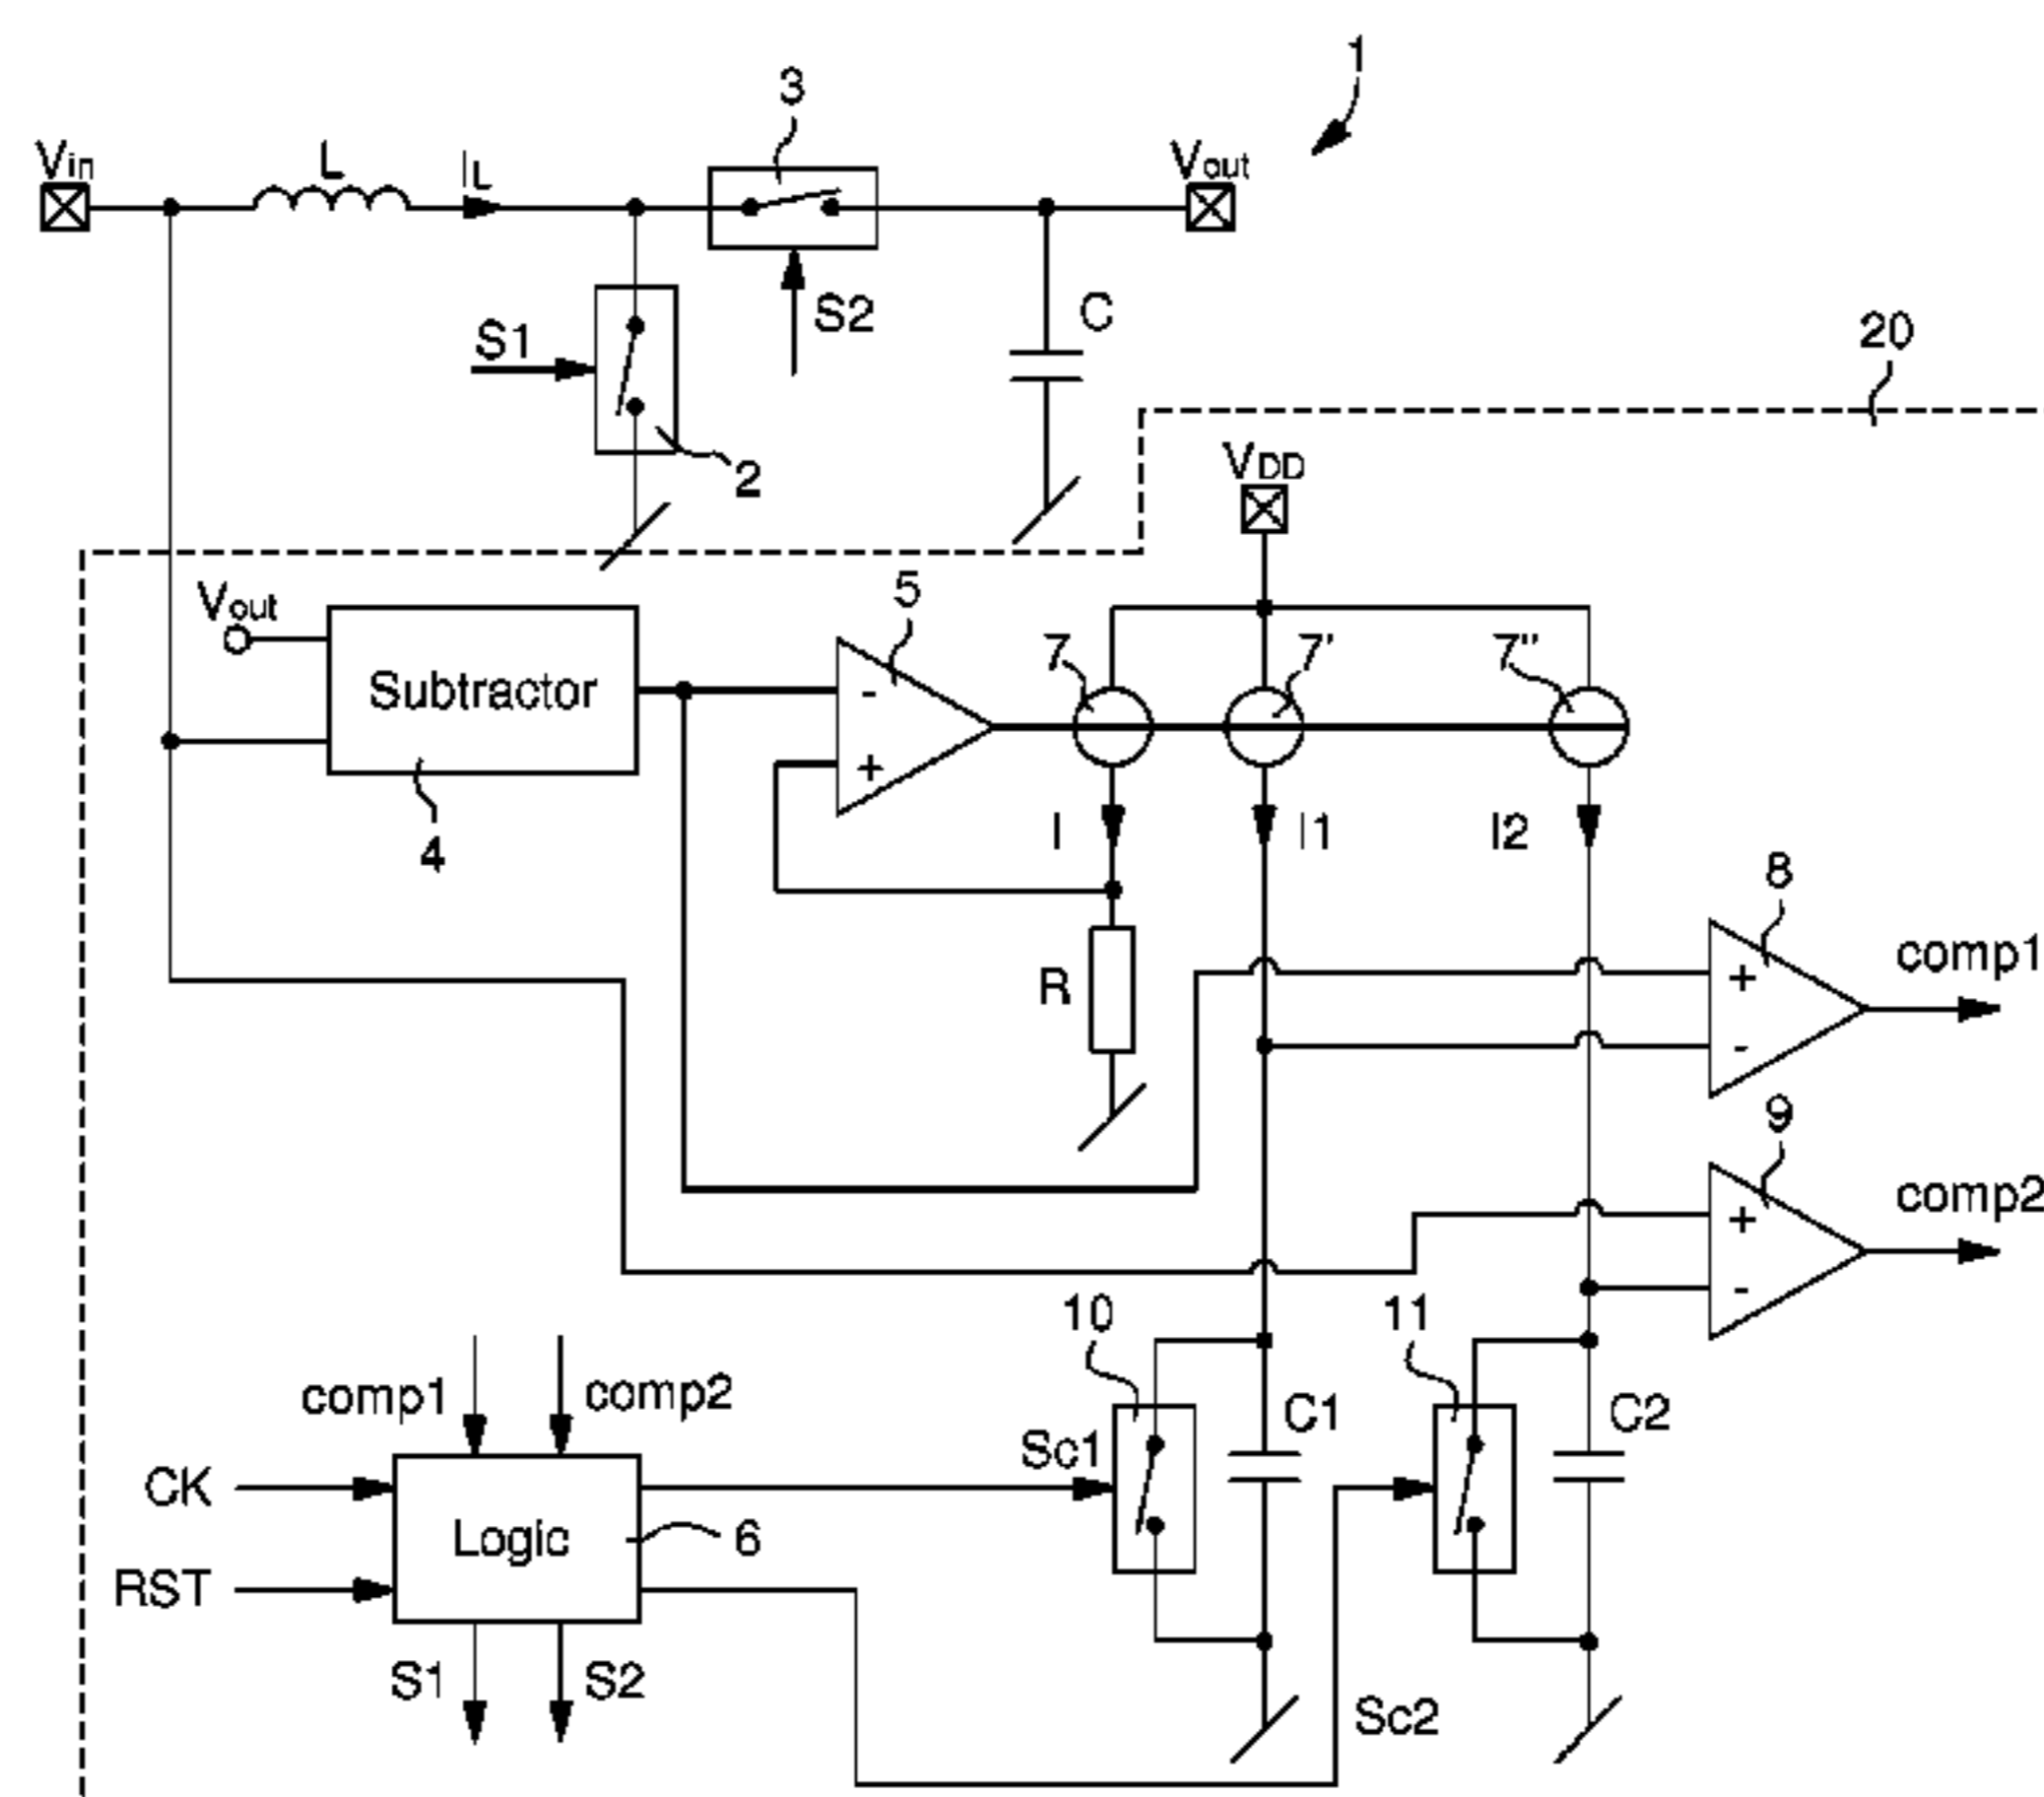 1
3
Vin
L
IL
Vout
S1
S2
C
2
20
VDD
Vout
Subtractor
4
5
-
+
7
7'
7"
I
I1
I2
R
8
+
-
comp1
9
+
-
comp2
10
11
comp1
comp2
CK
RST
Logic
6
Sc1
C1
C2
S1
S2
Sc2